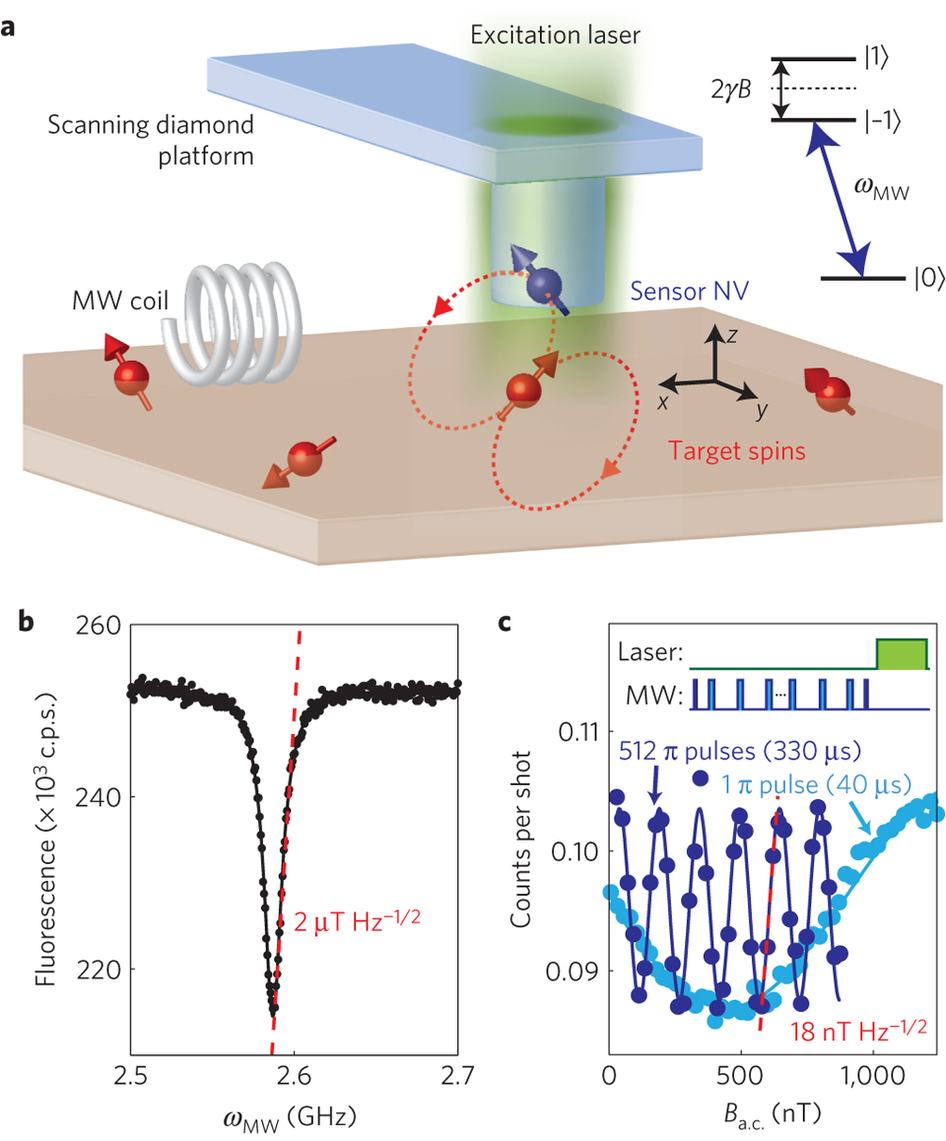 a
Excitation laser
|1⟩
2γB
|−1⟩
Scanning diamond
platform
ωMW
|0⟩
MW coil
Sensor NV
z
x
y
Target spins
b
260
240
220
Fluorescence (× 10³ c.p.s.)
2 μT Hz⁻¹/²
2.5
2.6
2.7
ωMW (GHz)
c
Laser:
MW:
...
0.11
512 π pulses (330 μs)
1 π pulse (40 μs)
0.10
Counts per shot
0.09
18 nT Hz⁻¹/²
0
500
1,000
Ba.c. (nT)